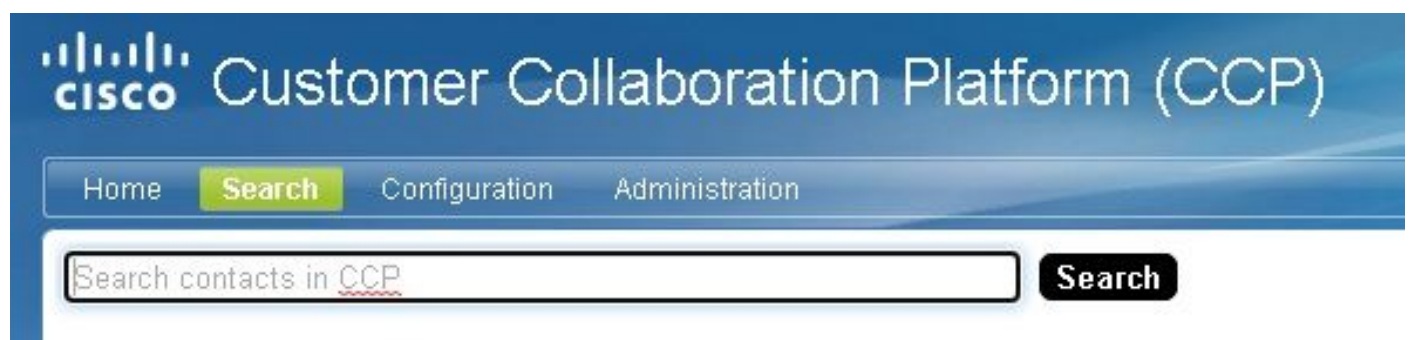 CISCO Customer Collaboration Platform (CCP)
Home Search Configuration Administration
Search contacts in CCP Search